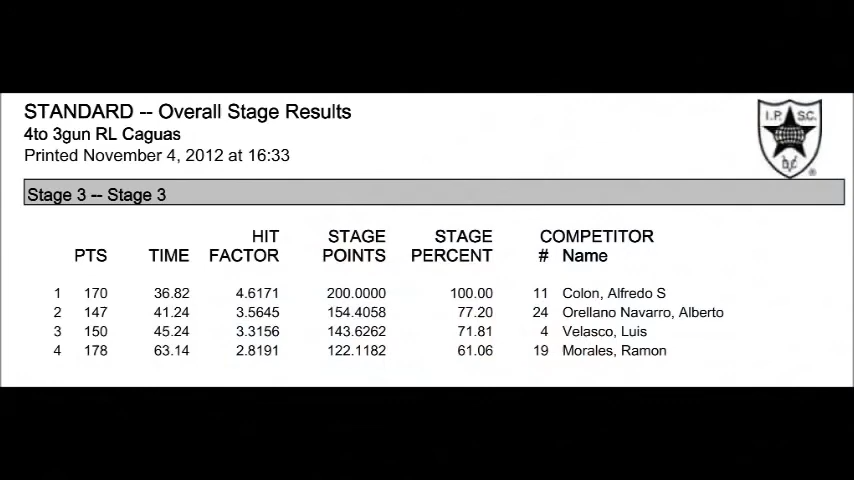 STANDARD -- Overall Stage Results
4to 3gun RL Caguas
Printed November 4, 2012 at 16:33
I.P. S.C.
Stage 3 -- Stage 3
HIT STAGE STAGE COMPETITOR
PTS TIME FACTOR POINTS PERCENT # Name
1 170 36.82 4.6171 200.0000 100.00 11 Colon, Alfredo S
2 147 41.24 3.5645 154.4058 77.20 24 Orellano Navarro, Alberto
3 150 45.24 3.3156 143.6262 71.81 4 Velasco, Luis
4 178 63.14 2.8191 122.1182 61.06 19 Morales, Ramon